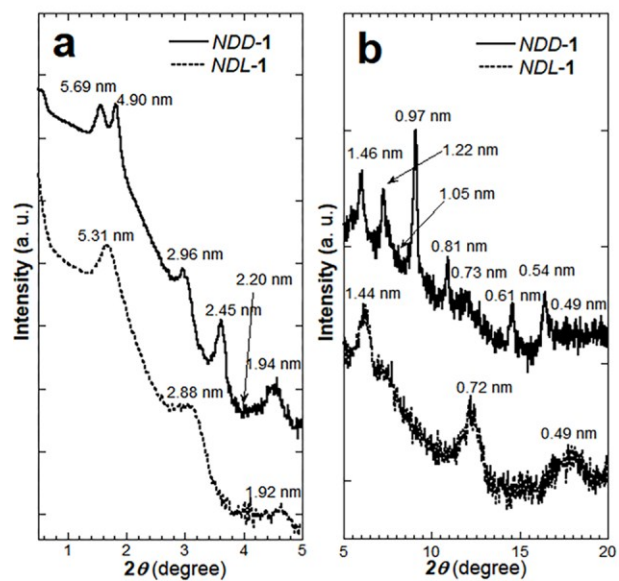 a
NDD-1
NDL-1
5.69 nm
4.90 nm
5.31 nm
2.96 nm
2.20 nm
2.45 nm
2.88 nm
1.94 nm
1.92 nm
Intensity (a. u.)
1 2 3 4 5
2θ (degree)
b
NDD-1
NDL-1
0.97 nm
1.46 nm
1.22 nm
1.05 nm
0.81 nm
0.73 nm
0.54 nm
0.61 nm
0.49 nm
1.44 nm
0.72 nm
0.49 nm
Intensity (a. u.)
5 10 15 20
2θ (degree)